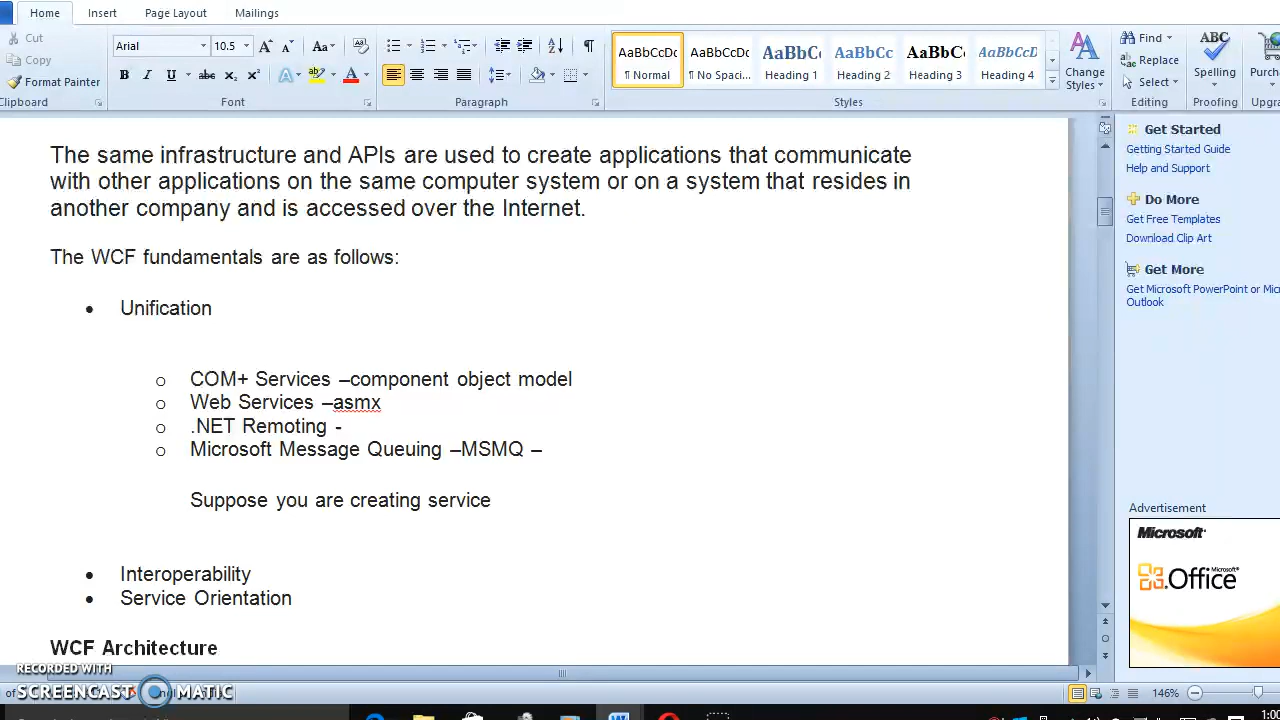 Home Insert Page Layout Mailings
Cut
Copy
Format Painter
Clipboard
Arial 10.5
Font
Paragraph
AaBbCcDc AaBbCcDc AaBbC AaBbCc AaBbC AaBbCcD
¶ Normal ¶ No Spaci... Heading 1 Heading 2 Heading 3 Heading 4
Styles
Change
Styles
Find
Replace
Select
Editing
ABC
Spelling
Proofing
Purch
Upgra
The same infrastructure and APIs are used to create applications that communicate
with other applications on the same computer system or on a system that resides in
another company and is accessed over the Internet.
The WCF fundamentals are as follows:
• Unification
o COM+ Services –component object model
o Web Services –asmx
o .NET Remoting -
o Microsoft Message Queuing –MSMQ –
Suppose you are creating service
• Interoperability
• Service Orientation
WCF Architecture
Get Started
Getting Started Guide
Help and Support
Do More
Get Free Templates
Download Clip Art
Get More
Get Microsoft PowerPoint or Mic
Outlook
Advertisement
Microsoft
Microsoft
Office
RECORDED WITH
SCREENCAST MATIC
146%
1:00